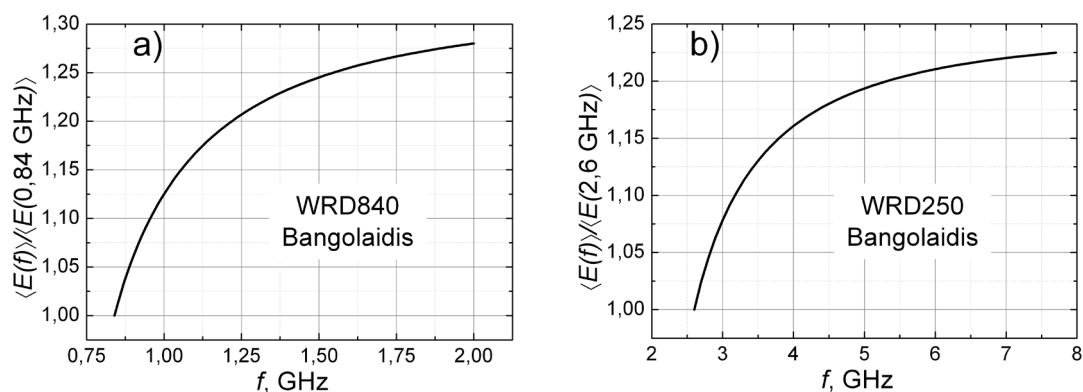 a)
⟨E(f)⟩/⟨E(0,84 GHz)⟩
1,30
1,25
1,20
1,15
1,10
1,05
1,00
WRD840
Bangolaidis
0,75 1,00 1,25 1,50 1,75 2,00
f, GHz
b)
⟨E(f)⟩/⟨E(2,6 GHz)⟩
1,25
1,20
1,15
1,10
1,05
1,00
WRD250
Bangolaidis
2 3 4 5 6 7 8
f, GHz